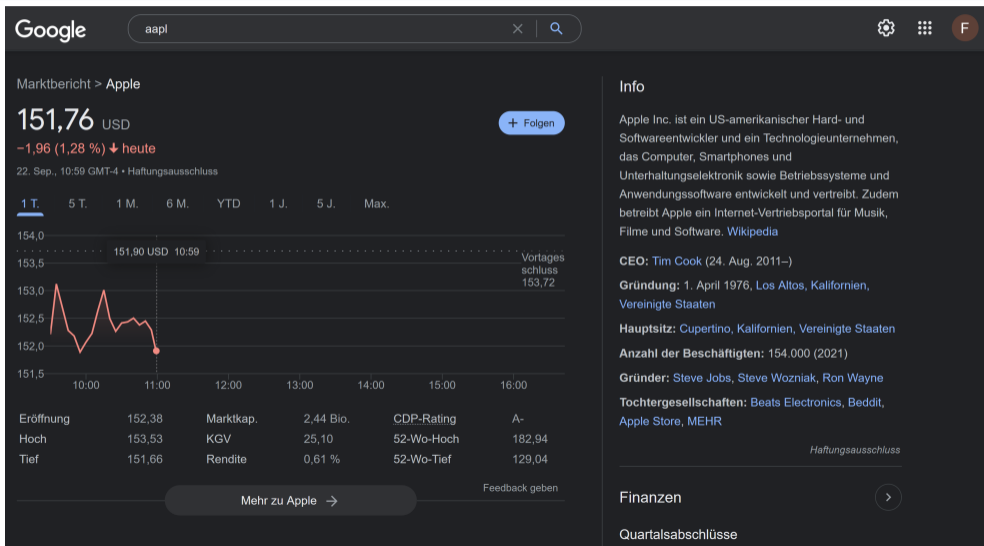 Google
aapl
F
Marktbericht > Apple
151,76 USD
+ Folgen
−1,96 (1,28 %) ↓ heute
22. Sep., 10:59 GMT-4 • Haftungsausschluss
1 T. 5 T. 1 M. 6 M. YTD 1 J. 5 J. Max.
154,0
153,5
153,0
152,5
152,0
151,5
151,90 USD 10:59
Vortages
schluss
153,72
10:00 11:00 12:00 13:00 14:00 15:00 16:00
Eröffnung 152,38 Marktkap. 2,44 Bio. CDP-Rating A-
Hoch 153,53 KGV 25,10 52-Wo-Hoch 182,94
Tief 151,66 Rendite 0,61 % 52-Wo-Tief 129,04
Feedback geben
Mehr zu Apple →
Info
Apple Inc. ist ein US-amerikanischer Hard- und
Softwareentwickler und ein Technologieunternehmen,
das Computer, Smartphones und
Unterhaltungselektronik sowie Betriebssysteme und
Anwendungssoftware entwickelt und vertreibt. Zudem
betreibt Apple ein Internet-Vertriebsportal für Musik,
Filme und Software. Wikipedia
CEO: Tim Cook (24. Aug. 2011–)
Gründung: 1. April 1976, Los Altos, Kalifornien,
Vereinigte Staaten
Hauptsitz: Cupertino, Kalifornien, Vereinigte Staaten
Anzahl der Beschäftigten: 154.000 (2021)
Gründer: Steve Jobs, Steve Wozniak, Ron Wayne
Tochtergesellschaften: Beats Electronics, Beddit,
Apple Store, MEHR
Haftungsausschluss
Finanzen
Quartalsabschlüsse